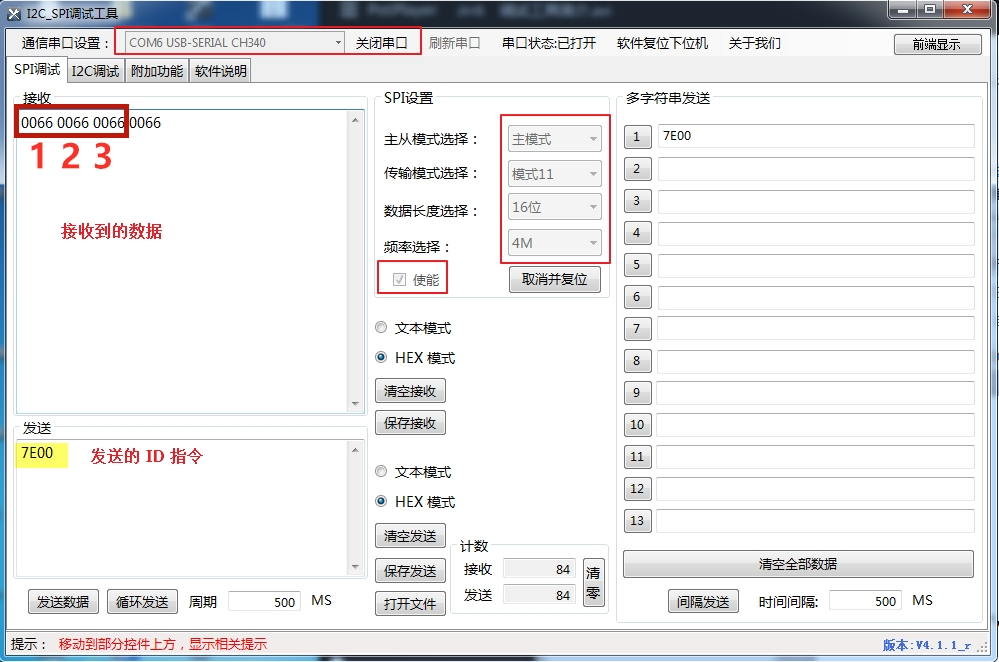 I2C_SPI调试工具
通信串口设置： COM6 USB-SERIAL CH340 关闭串口 刷新串口 串口状态:已打开 软件复位下位机 关于我们 前端显示
SPI调试 I2C调试 附加功能 软件说明
接收
0066 0066 0066 0066
1 2 3
接收到的数据
发送
7E00
发送的 ID 指令
发送数据 循环发送 周期 500 MS
SPI设置
主从模式选择： 主模式
传输模式选择： 模式11
数据长度选择： 16位
频率选择： 4M
使能 取消并复位
文本模式
HEX 模式
清空接收
保存接收
文本模式
HEX 模式
清空发送
保存发送
打开文件
计数
接收 84
发送 84
清零
多字符串发送
1 7E00
2
3
4
5
6
7
8
9
10
11
12
13
清空全部数据
间隔发送 时间间隔: 500 MS
提示： 移动到部分控件上方，显示相关提示
版本:V4.1.1_r